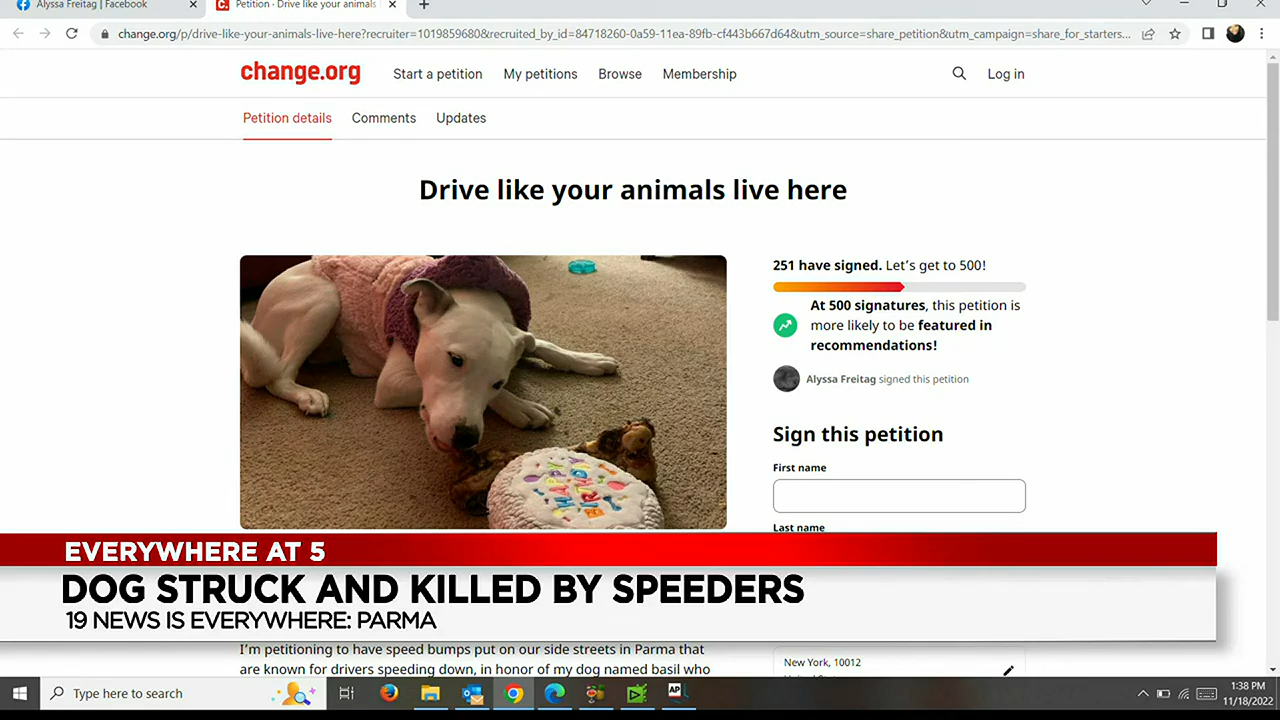 Alyssa Freitag | Facebook
Petition · Drive like your animals
change.org/p/drive-like-your-animals-live-here?recruiter=1019859680&recruited_by_id=84718260-0a59-11ea-89fb-cf443b667d64&utm_source=share_petition&utm_campaign=share_for_starters...
change.org
Start a petition
My petitions
Browse
Membership
Log in
Petition details
Comments
Updates
Drive like your animals live here
251 have signed. Let's get to 500!
At 500 signatures, this petition is
more likely to be featured in
recommendations!
Alyssa Freitag signed this petition
Sign this petition
First name
Last name
EVERYWHERE AT 5
DOG STRUCK AND KILLED BY SPEEDERS
19 NEWS IS EVERYWHERE: PARMA
I'm petitioning to have speed bumps put on our side streets in Parma that
are known for drivers speeding down, in honor of my dog named basil who
New York, 10012
Type here to search
AP
1:38 PM
11/18/2022